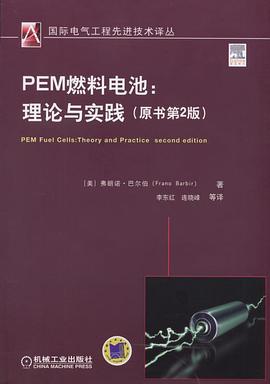 国际电气工程先进技术译丛
ELSEVIER
PEM燃料电池：
理论与实践（原书第2版）
PEM Fuel Cells:Theory and Practice second edition
［美］弗朗诺·巴尔伯（Frano Barbir） 著
李东红 连晓峰 等译
机械工业出版社
CHINA MACHINE PRESS